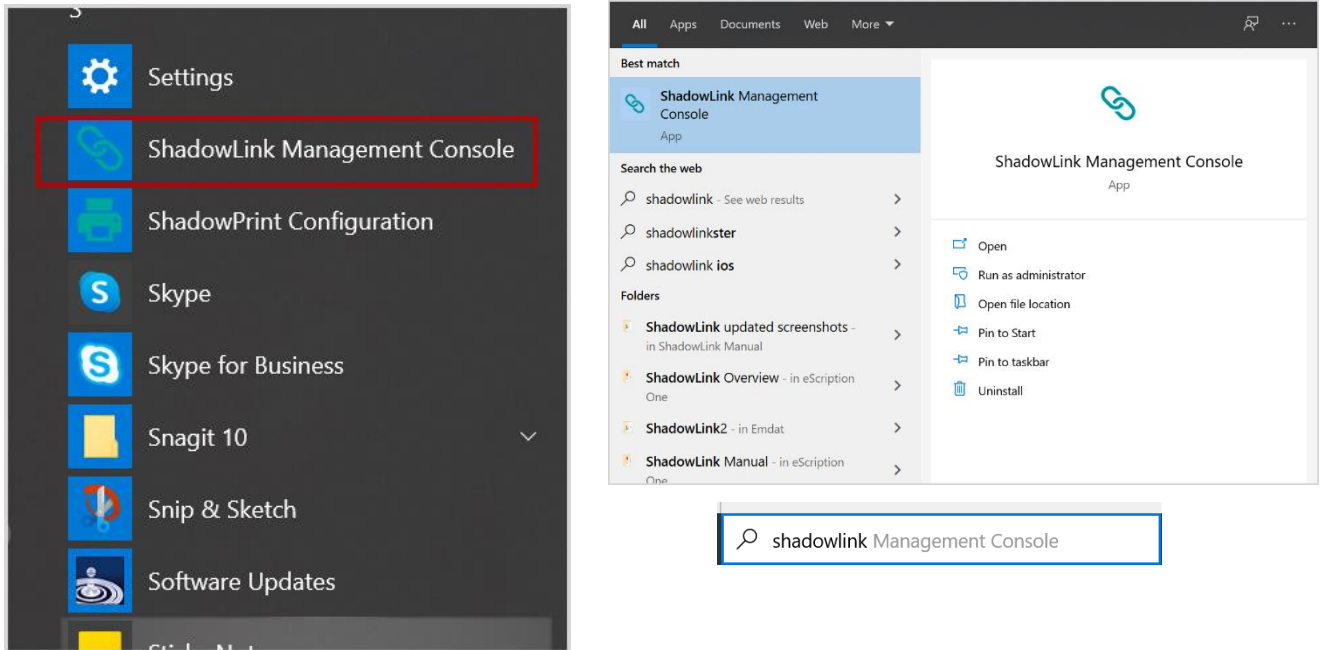 S
Settings
ShadowLink Management Console
ShadowPrint Configuration
Skype
Skype for Business
Snagit 10
Snip & Sketch
Software Updates
All Apps Documents Web More
Best match
ShadowLink Management
Console
App
Search the web
shadowlink - See web results
shadowlinkster
shadowlink ios
Folders
ShadowLink updated screenshots -
in ShadowLink Manual
ShadowLink Overview - in eScription
One
ShadowLink2 - in Emdat
ShadowLink Manual - in eScription
One
ShadowLink Management Console
App
Open
Run as administrator
Open file location
Pin to Start
Pin to taskbar
Uninstall
shadowlink Management Console